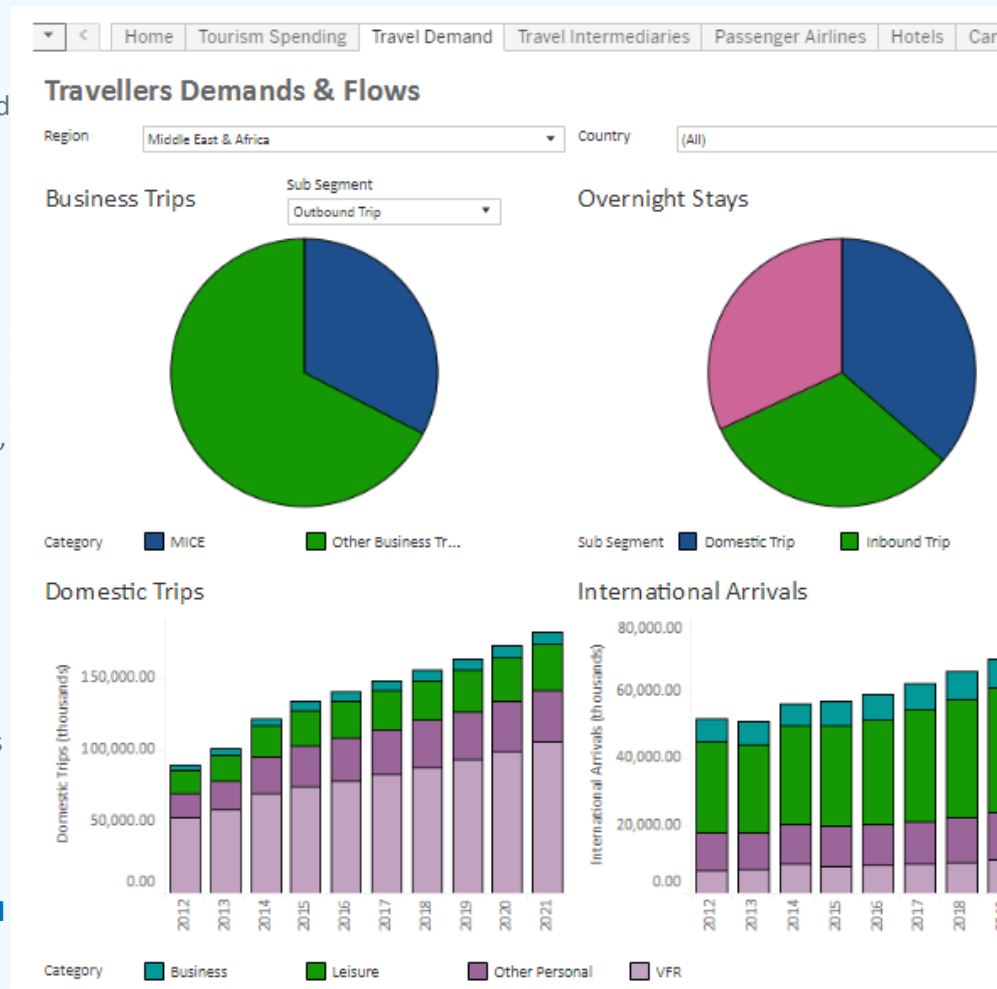 Home Tourism Spending Travel Demand Travel Intermediaries Passenger Airlines Hotels Car
Travellers Demands & Flows
Region Middle East & Africa Country (All)
Business Trips Sub Segment Overnight Stays
Outbound Trip
Category MICE Other Business Tr... Sub Segment Domestic Trip Inbound Trip
Domestic Trips International Arrivals
Domestic Trips (thousands)
150,000.00
100,000.00
50,000.00
0.00
2012 2013 2014 2015 2016 2017 2018 2019 2020 2021
International Arrivals (thousands)
80,000.00
60,000.00
40,000.00
20,000.00
0.00
2012 2013 2014 2015 2016 2017 2018
Category Business Leisure Other Personal VFR